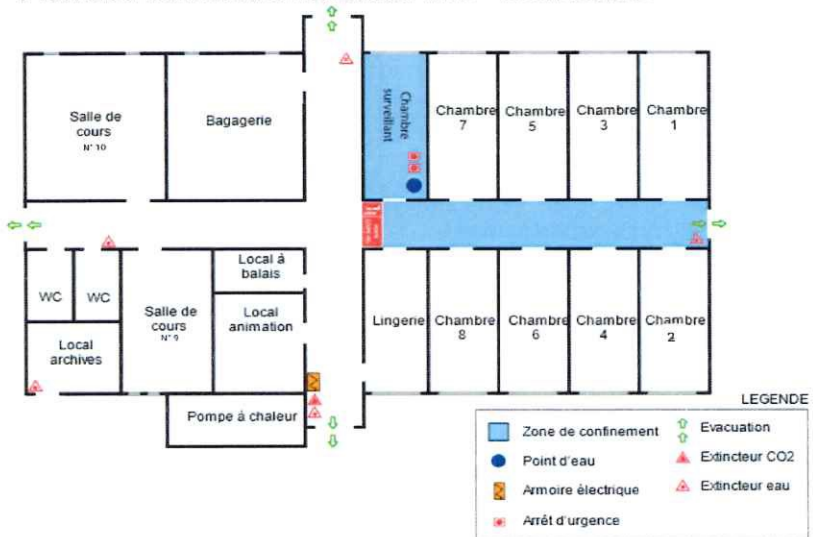 Salle de
cours
N° 10
Bagagerie
Chambre
surveillant
Chambre
7
Chambre
5
Chambre
3
Chambre
1
WC
WC
Salle de
cours
N° 9
Local à
balais
Local
animation
Local
archives
Pompe à chaleur
Lingerie
Chambre
8
Chambre
6
Chambre
4
Chambre
2
LEGENDE
Zone de confinement
Point d'eau
Armoire électrique
Arrêt d'urgence
Evacuation
Extincteur CO2
Extincteur eau